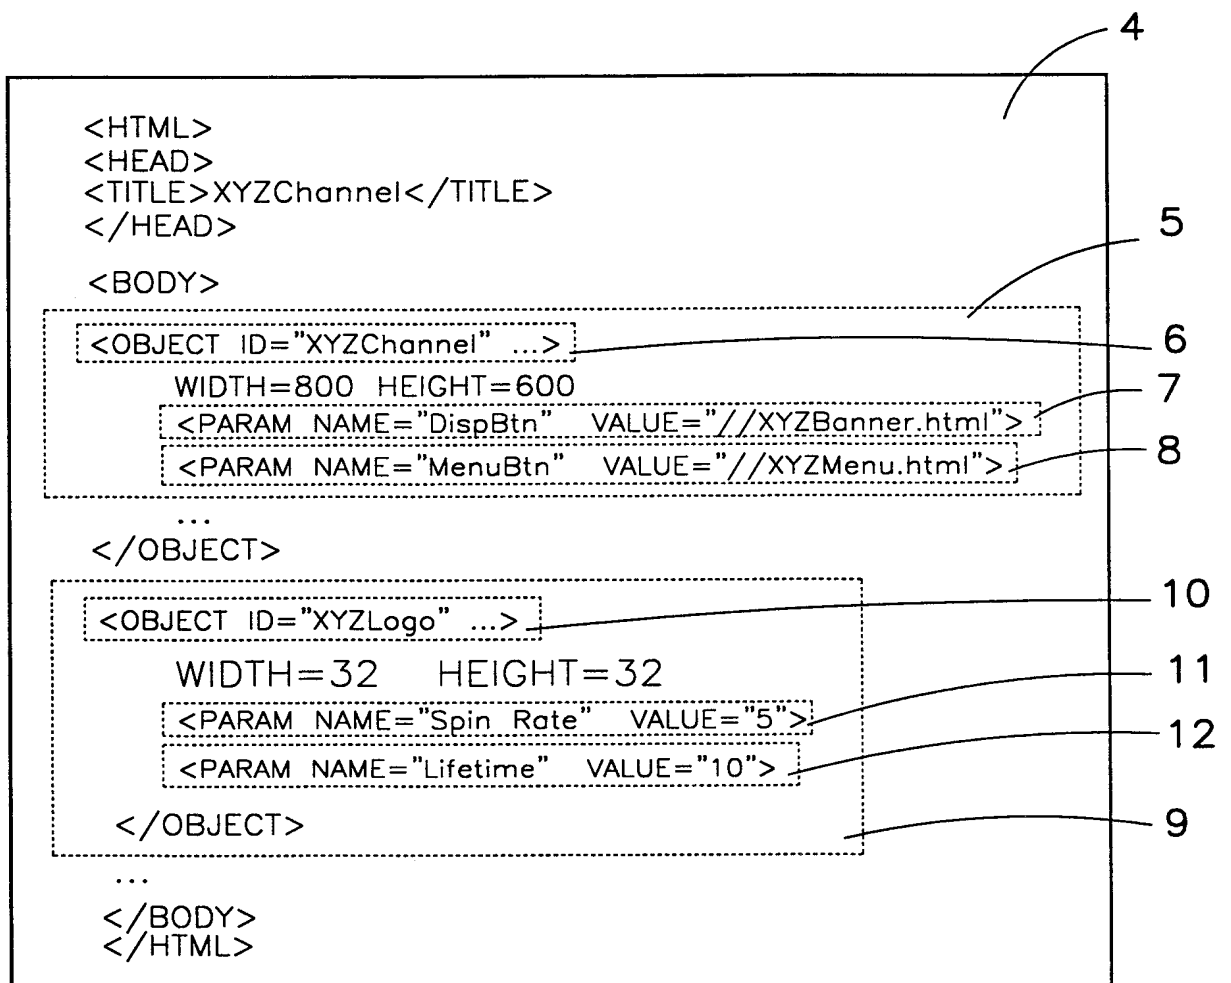 4
<HTML>
<HEAD>
<TITLE>XYZChannel</TITLE>
</HEAD>
5
<BODY>
<OBJECT ID="XYZChannel" ...> 6
WIDTH=800 HEIGHT=600
<PARAM NAME="DispBtn" VALUE="//XYZBanner.html"> 7
<PARAM NAME="MenuBtn" VALUE="//XYZMenu.html"> 8
...
</OBJECT>
<OBJECT ID="XYZLogo" ...> 10
WIDTH=32 HEIGHT=32
<PARAM NAME="Spin Rate" VALUE="5"> 11
<PARAM NAME="Lifetime" VALUE="10"> 12
</OBJECT> 9
...
</BODY>
</HTML>